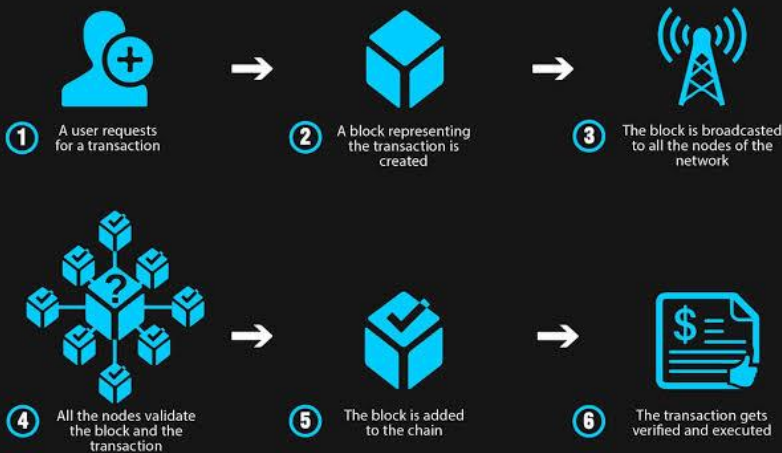 1
A user requests
for a transaction
2
A block representing
the transaction is
created
3
The block is broadcasted
to all the nodes of the
network
?
4
All the nodes validate
the block and the
transaction
5
The block is added
to the chain
$
6
The transaction gets
verified and executed